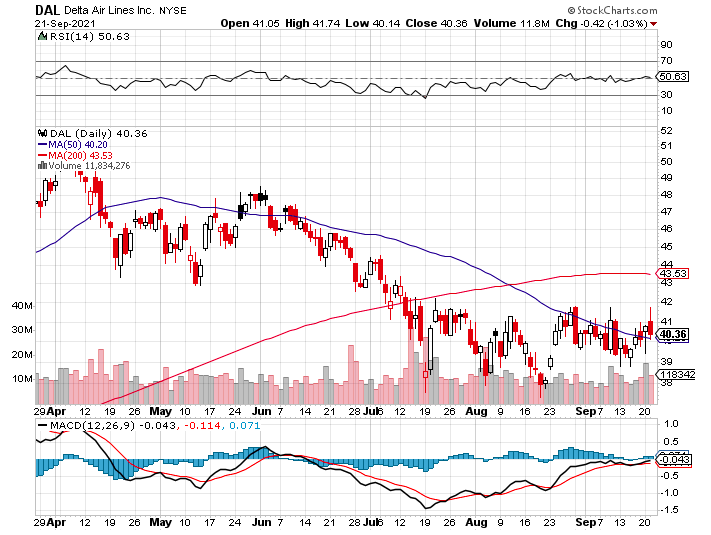 DAL Delta Air Lines Inc. NYSE © StockCharts.com
21-Sep-2021 Open 41.05 High 41.74 Low 40.14 Close 40.36 Volume 11.8M Chg -0.42 (-1.03%)
RSI(14) 50.63
90
70
50.63
30
10
DAL (Daily) 40.36
MA(50) 40.20
MA(200) 43.53
Volume 11,834,276
52
51
50
49
48
47
46
45
44
43.53
43
42
41
40.36
39
118342
38
40M
30M
20M
10M
29 Apr 12 19 26 May 10 17 24 Jun 7 14 21 28 Jul 6 12 19 26 Aug 9 16 23 Sep 7 13 20
MACD(12,26,9) -0.043, -0.114, 0.071
1.0
0.5
-0.043
-0.5
-1.0
-1.5
29 Apr 12 19 26 May 10 17 24 Jun 7 14 21 28 Jul 6 12 19 26 Aug 9 16 23 Sep 7 13 20